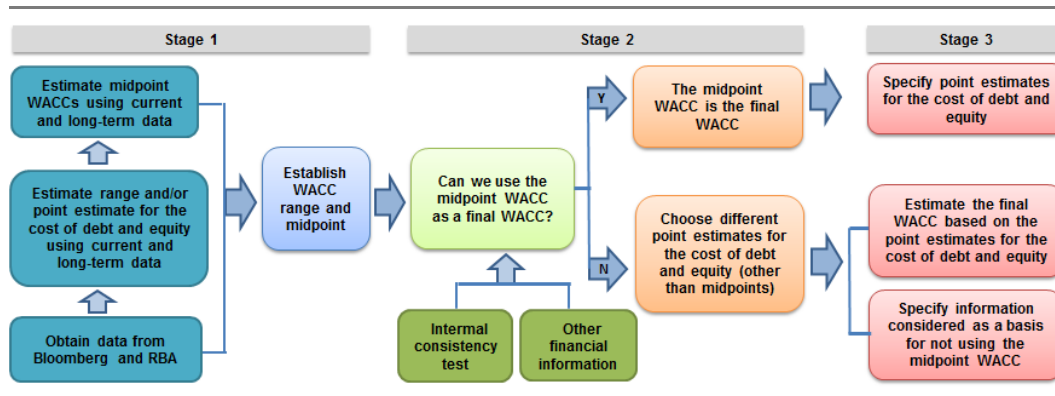 Stage 1
Estimate midpoint
WACCs using current
and long-term data
Estimate range and/or
point estimate for the
cost of debt and equity
using current and
long-term data
Obtain data from
Bloomberg and RBA
Establish
WACC
range and
midpoint
Stage 2
Can we use the
midpoint WACC
as a final WACC?
Intermal
consistency
test
Other
financial
information
Y
The midpoint
WACC is the final
WACC
N
Choose different
point estimates for
the cost of debt
and equity (other
than midpoints)
Stage 3
Specify point estimates
for the cost of debt and
equity
Estimate the final
WACC based on the
point estimates for the
cost of debt and equity
Specify information
considered as a basis
for not using the
midpoint WACC